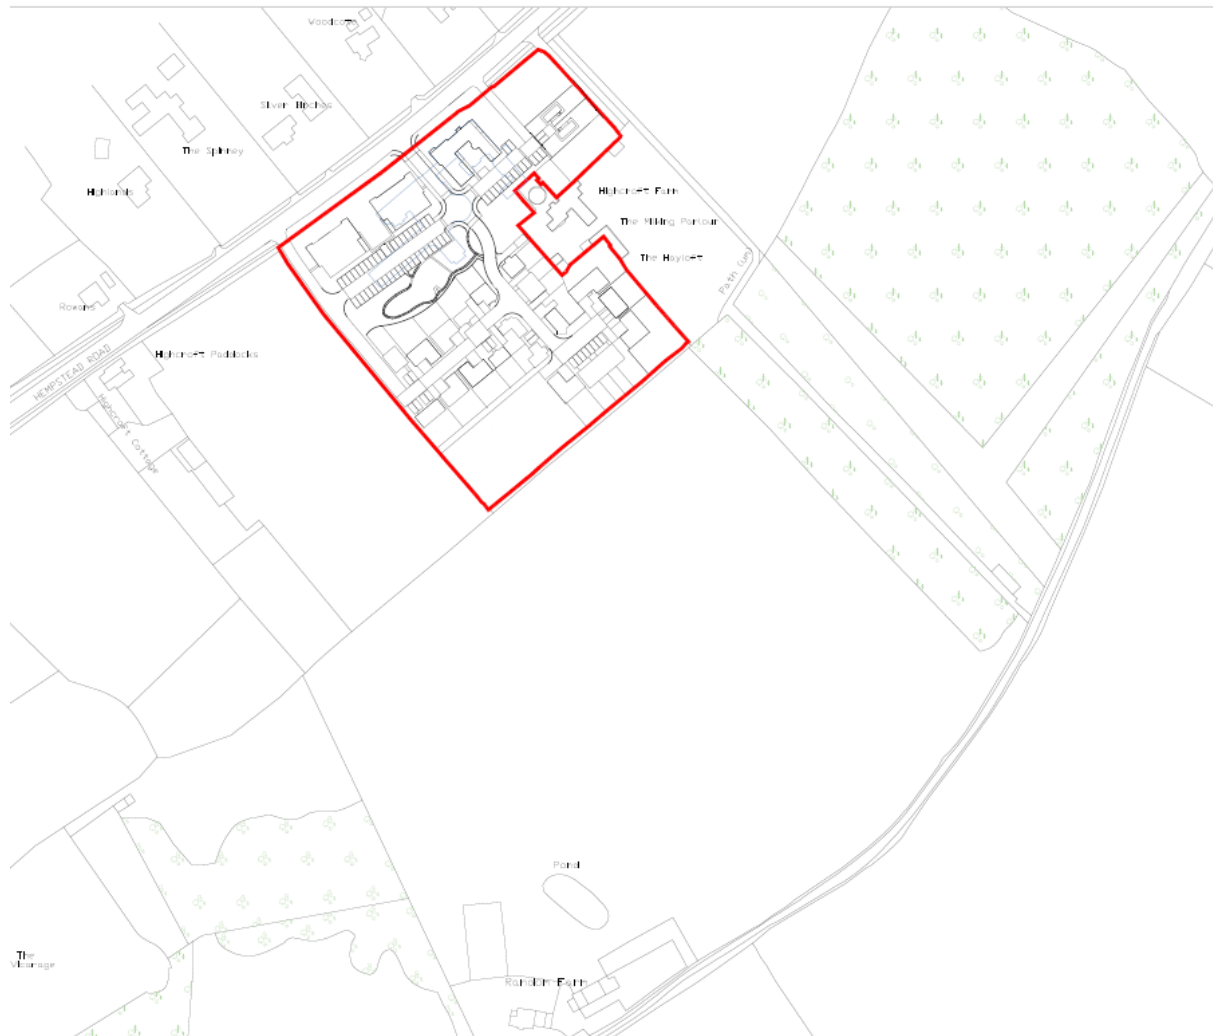 Woodcote
Silver Birches
The Spinney
Highlands
Highcroft Farm
The Milking Parlour
The Hayloft
Path (um)
Rowans
HEMPSTEAD ROAD
Highcroft Paddocks
Highcroft Cottage
Pond
The
Vicarage
Random Farm